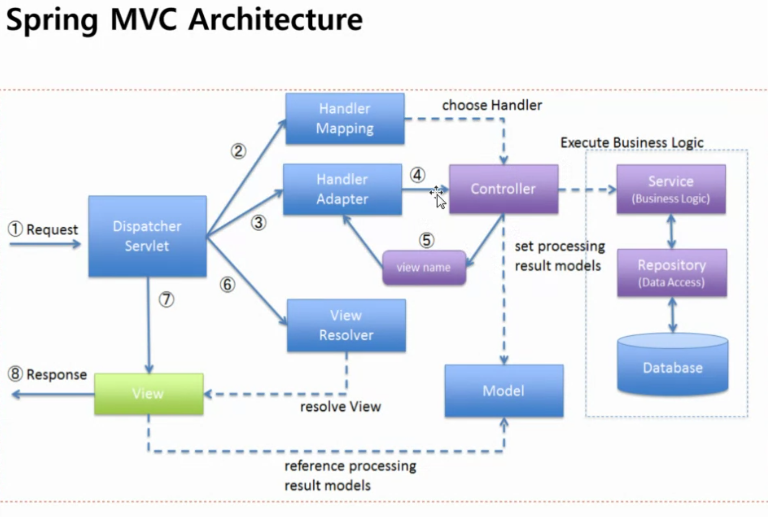 Spring MVC Architecture
Handler
Mapping
choose Handler
②
Execute Business Logic
Handler
Adapter
④
Controller
Service
(Business Logic)
① Request
Dispatcher
Servlet
③
⑤
view name
set processing
result models
Repository
(Data Access)
⑥
⑦
View
Resolver
Database
⑧ Response
View
Model
resolve View
reference processing
result models